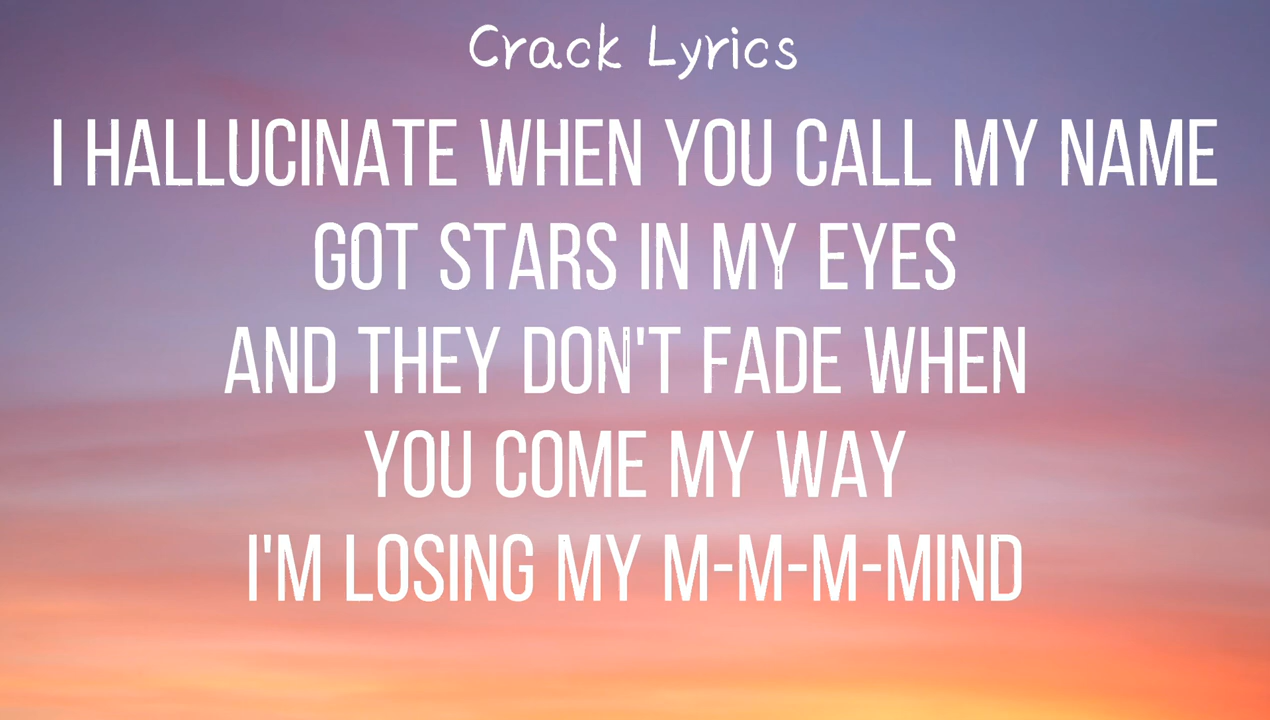 Crack Lyrics
I HALLUCINATE WHEN YOU CALL MY NAME
GOT STARS IN MY EYES
AND THEY DON'T FADE WHEN
YOU COME MY WAY
I'M LOSING MY M-M-M-MIND